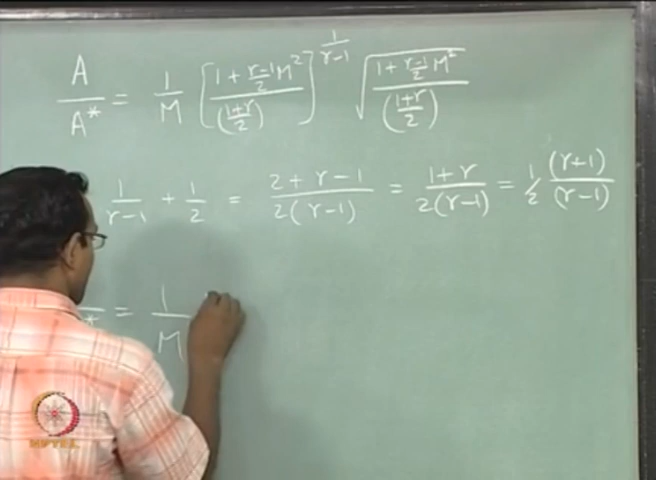 A/A* = 1/M [(1 + (γ-1)/2 M²)/((1+γ)/2)]^(1/(γ-1)) √((1 + (γ-1)/2 M²)/((1+γ)/2))
1/(γ-1) + 1/2 = (2+γ-1)/(2(γ-1)) = (1+γ)/(2(γ-1)) = 1/2 (γ+1)/(γ-1)
* = 1/M
NPTEL